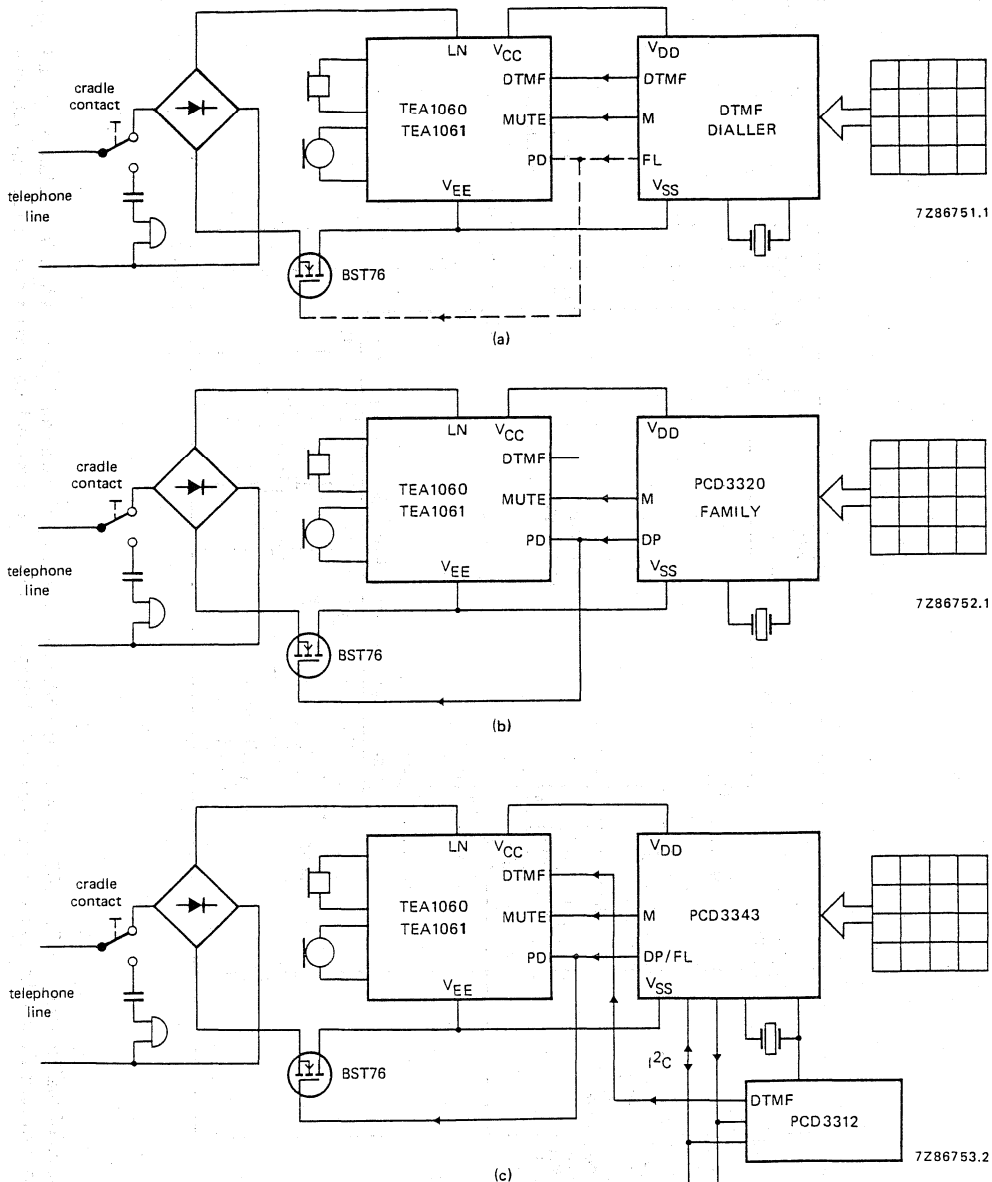 LN
VCC
VDD
cradle
contact
DTMF
DTMF
TEA1060
TEA1061
DTMF
DIALLER
MUTE
M
PD
FL
VEE
VSS
telephone
line
7Z86751.1
BST76
(a)
LN
VCC
VDD
cradle
contact
DTMF
TEA1060
TEA1061
PCD3320
FAMILY
MUTE
M
PD
DP
VEE
VSS
telephone
line
7Z86752.1
BST76
(b)
LN
VCC
VDD
cradle
contact
DTMF
TEA1060
TEA1061
PCD3343
MUTE
M
PD
DP/FL
VEE
VSS
telephone
line
I²C
BST76
DTMF
PCD3312
7Z86753.2
(c)